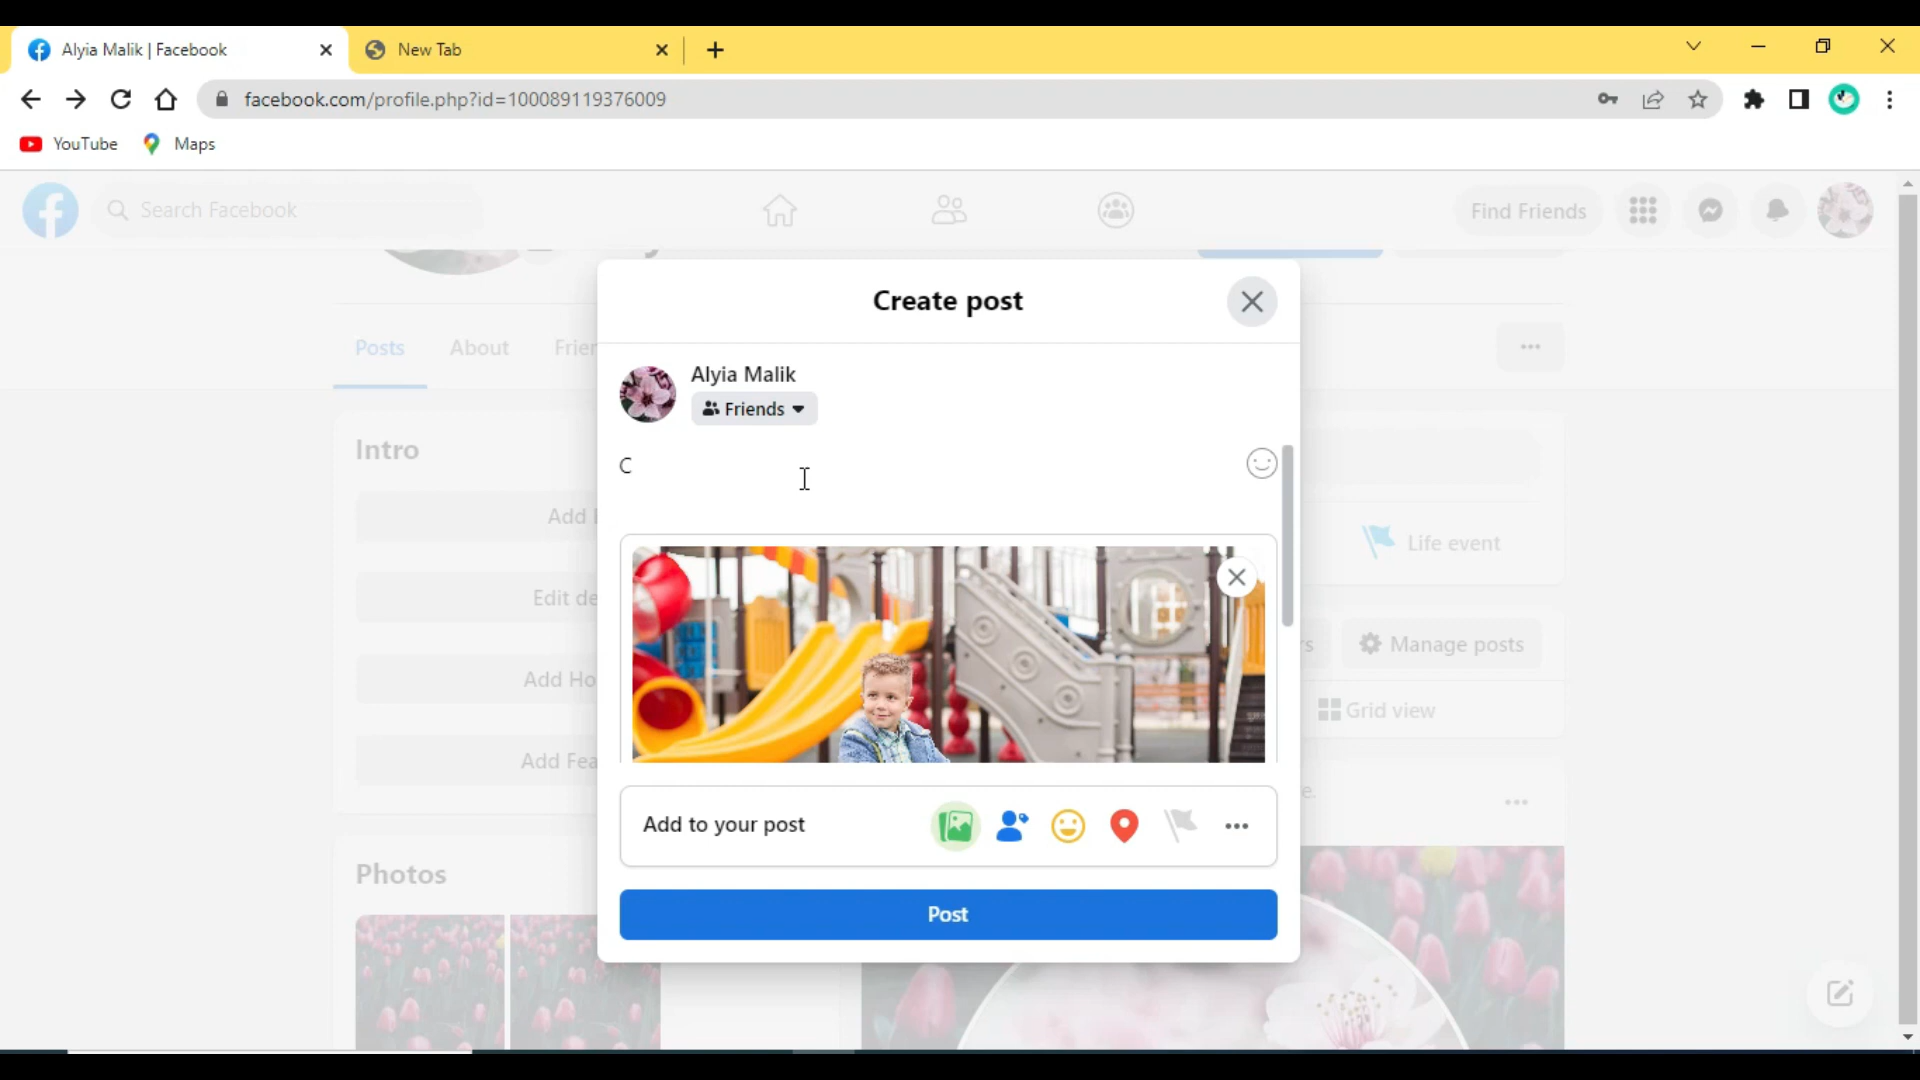 Alyia Malik | Facebook
New Tab
facebook.com/profile.php?id=100089119376009
YouTube
Maps
Search Facebook
Find Friends
Create post
Alyia Malik
Friends
Posts
About
Frie
C
Intro
Add
Life event
Edit de
Manage posts
Add Ho
Grid view
Add Fea
Add to your post
Photos
Post